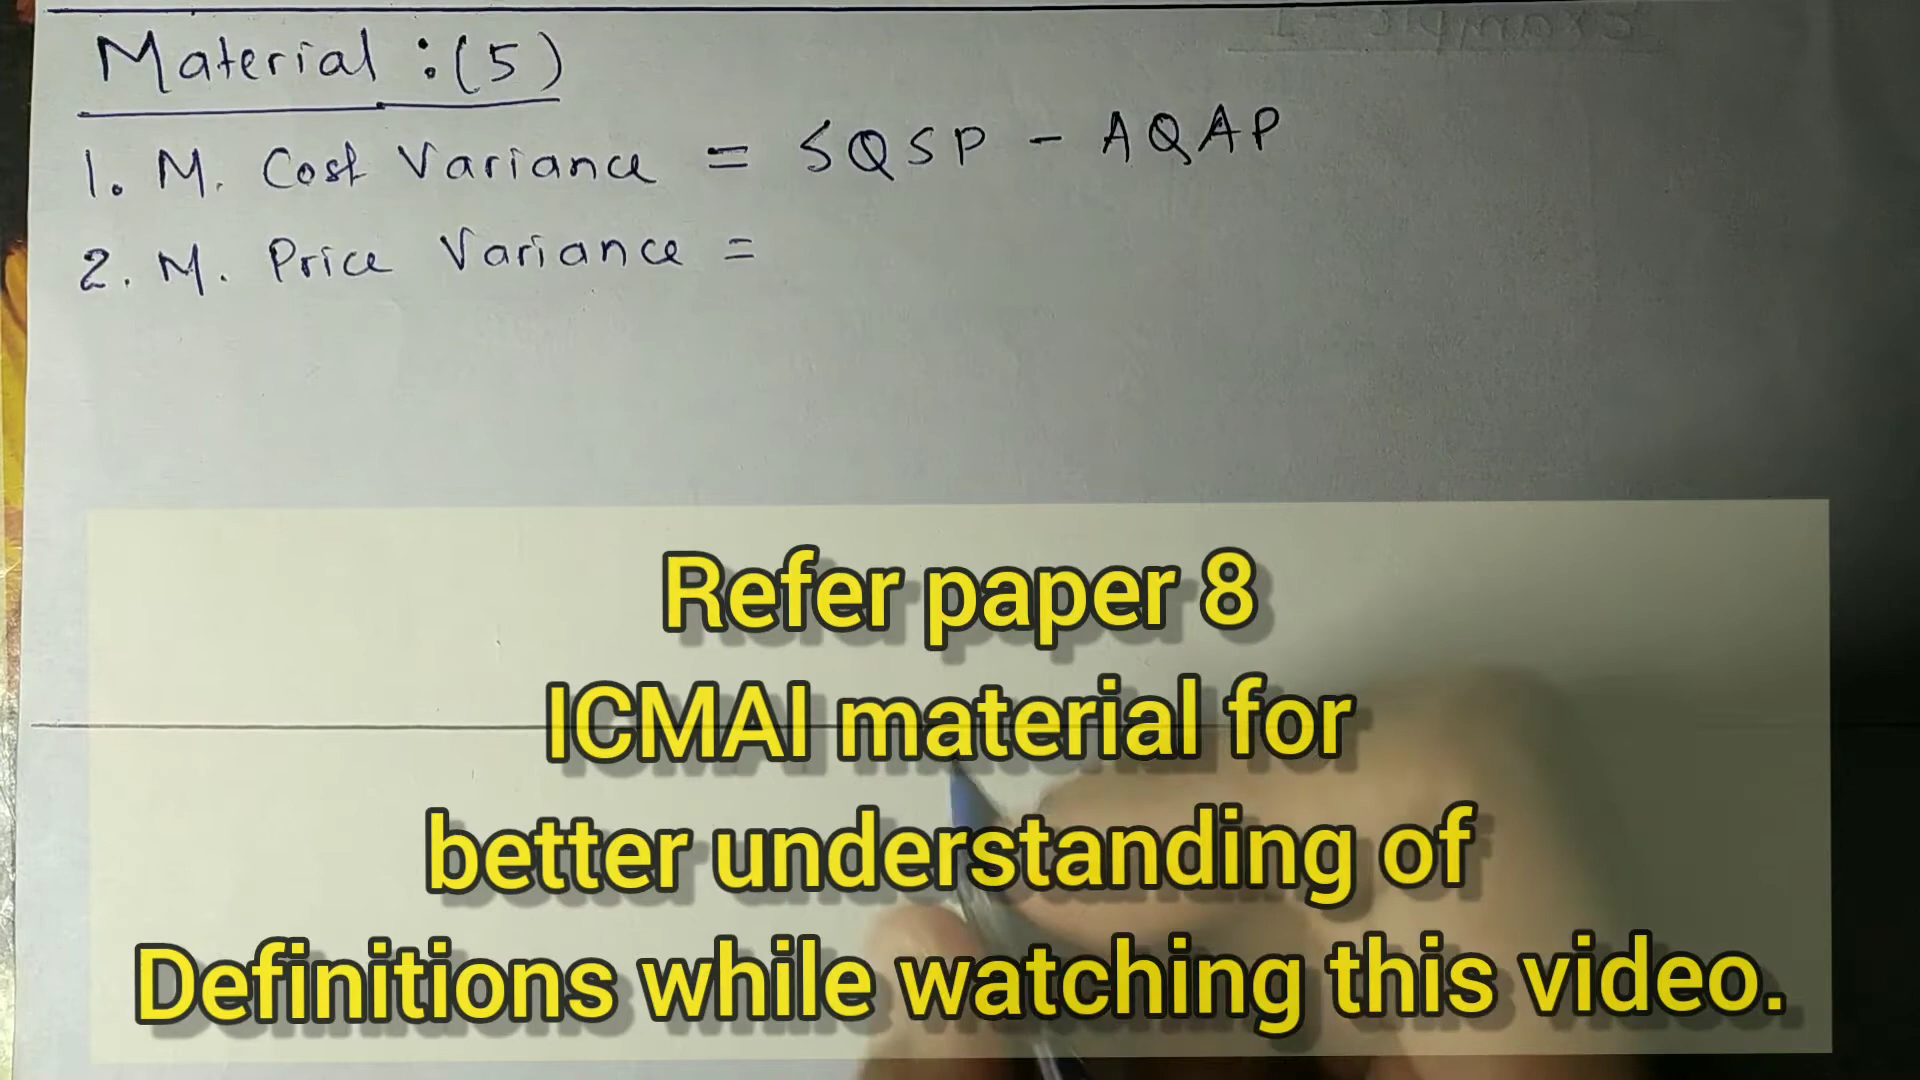 Material : (5)
1. M. Cost Variance = SQSP - AQAP
2. M. Price Variance =
Refer paper 8
ICMAI material for
better understanding of
Definitions while watching this video.